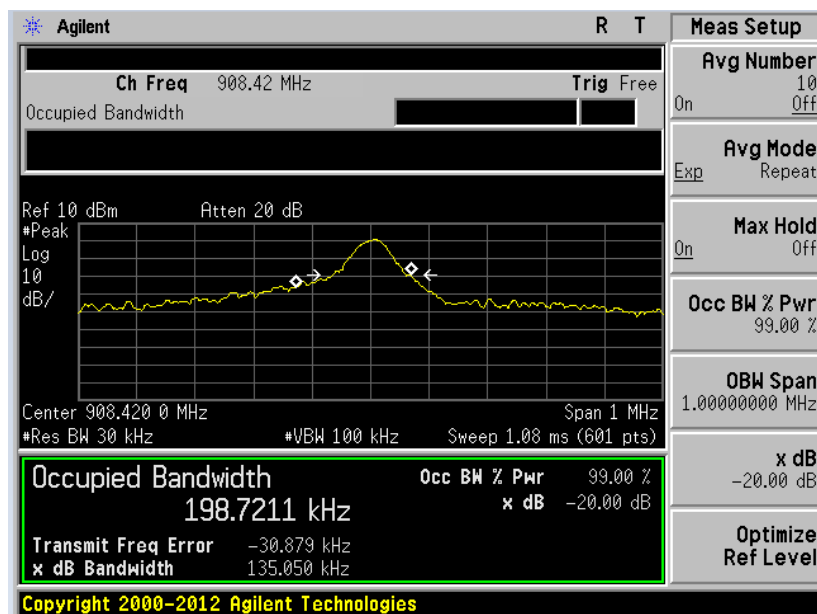 Agilent R T
Ch Freq 908.42 MHz Trig Free
Occupied Bandwidth
Ref 10 dBm Atten 20 dB
#Peak
Log
10
dB/
Center 908.420 0 MHz Span 1 MHz
#Res BW 30 kHz #VBW 100 kHz Sweep 1.08 ms (601 pts)
Occupied Bandwidth
198.7211 kHz
Occ BW % Pwr 99.00 %
x dB -20.00 dB
Transmit Freq Error -30.879 kHz
x dB Bandwidth 135.050 kHz
Copyright 2000-2012 Agilent Technologies
Meas Setup
Avg Number
10
On Off
Avg Mode
Exp Repeat
Max Hold
On Off
Occ BW % Pwr
99.00 %
OBW Span
1.00000000 MHz
x dB
-20.00 dB
Optimize
Ref Level